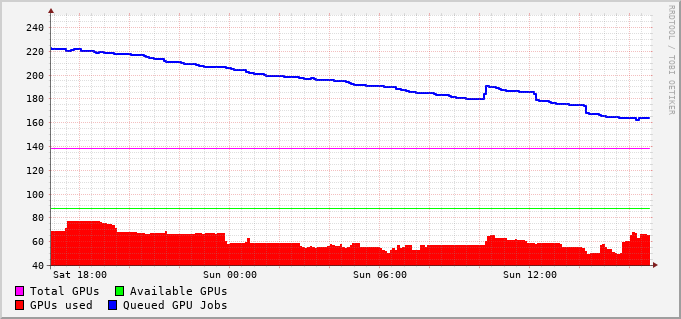 RRDTOOL / TOBI OETIKER
240
220
200
180
160
140
120
100
80
60
40
Sat 18:00 Sun 00:00 Sun 06:00 Sun 12:00
Total GPUs Available GPUs
GPUs used Queued GPU Jobs